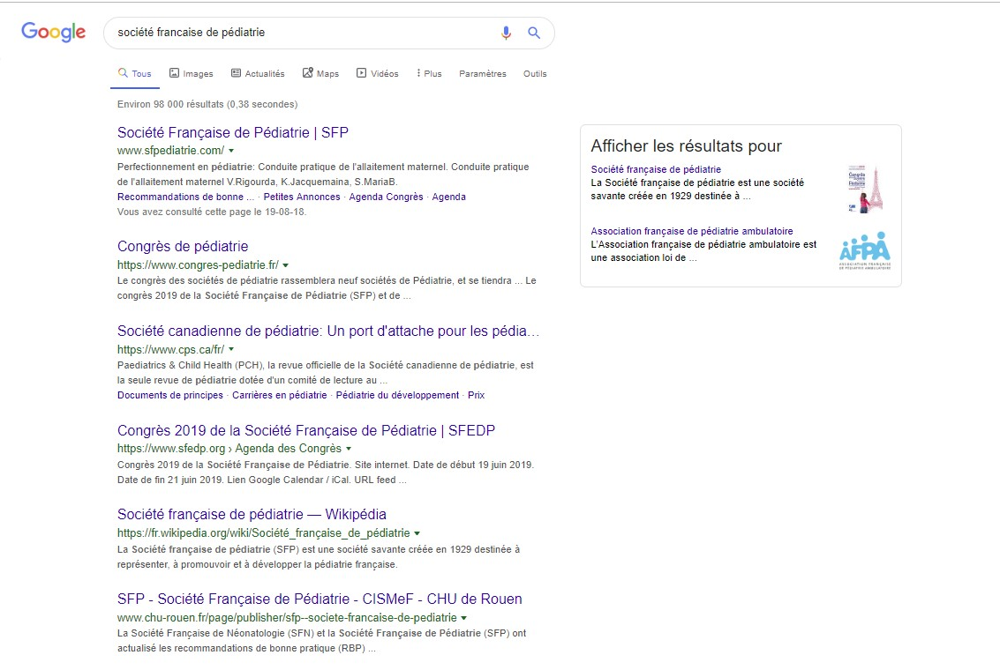 Google
société francaise de pédiatrie
Tous Images Actualités Maps Vidéos Plus Paramètres Outils
Environ 98 000 résultats (0,38 secondes)
Société Française de Pédiatrie | SFP
www.sfpediatrie.com/
Perfectionnement en pédiatrie: Conduite pratique de l'allaitement maternel. Conduite pratique
de l'allaitement maternel V.Rigourda, K.Jacquemaina, S.MariaB.
Recommandations de bonne ... · Petites Annonces · Agenda Congrès · Agenda
Vous avez consulté cette page le 19-08-18.
Congrès de pédiatrie
https://www.congres-pediatrie.fr/
Le congrès des sociétés de pédiatrie rassemblera neuf sociétés de Pédiatrie, et se tiendra ... Le
congrès 2019 de la Société Française de Pédiatrie (SFP) et de ...
Société canadienne de pédiatrie: Un port d'attache pour les pédia…
https://www.cps.ca/fr/
Paediatrics & Child Health (PCH), la revue officielle de la Société canadienne de pédiatrie, est
la seule revue de pédiatrie dotée d'un comité de lecture au ...
Documents de principes · Carrières en pédiatrie · Pédiatrie du développement · Prix
Congrès 2019 de la Société Française de Pédiatrie | SFEDP
https://www.sfedp.org › Agenda des Congrès
Congrès 2019 de la Société Française de Pédiatrie. Site internet. Date de début 19 juin 2019.
Date de fin 21 juin 2019. Lien Google Calendar / iCal. URL feed ...
Société française de pédiatrie — Wikipédia
https://fr.wikipedia.org/wiki/Société_française_de_pédiatrie
La Société française de pédiatrie (SFP) est une société savante créée en 1929 destinée à
représenter, à promouvoir et à développer la pédiatrie française.
SFP - Société Française de Pédiatrie - CISMeF - CHU de Rouen
www.chu-rouen.fr/page/publisher/sfp--societe-francaise-de-pediatrie
La Société Française de Néonatologie (SFN) et la Société Française de Pédiatrie (SFP) ont
actualisé les recommandations de bonne pratique (RBP) ...
Afficher les résultats pour
Société française de pédiatrie
La Société française de pédiatrie est une société
savante créée en 1929 destinée à ...
Association française de pédiatrie ambulatoire
L'Association française de pédiatrie ambulatoire est
une association loi de ...
AFPA
ASSOCIATION FRANÇAISE
DE PÉDIATRIE AMBULATOIRE